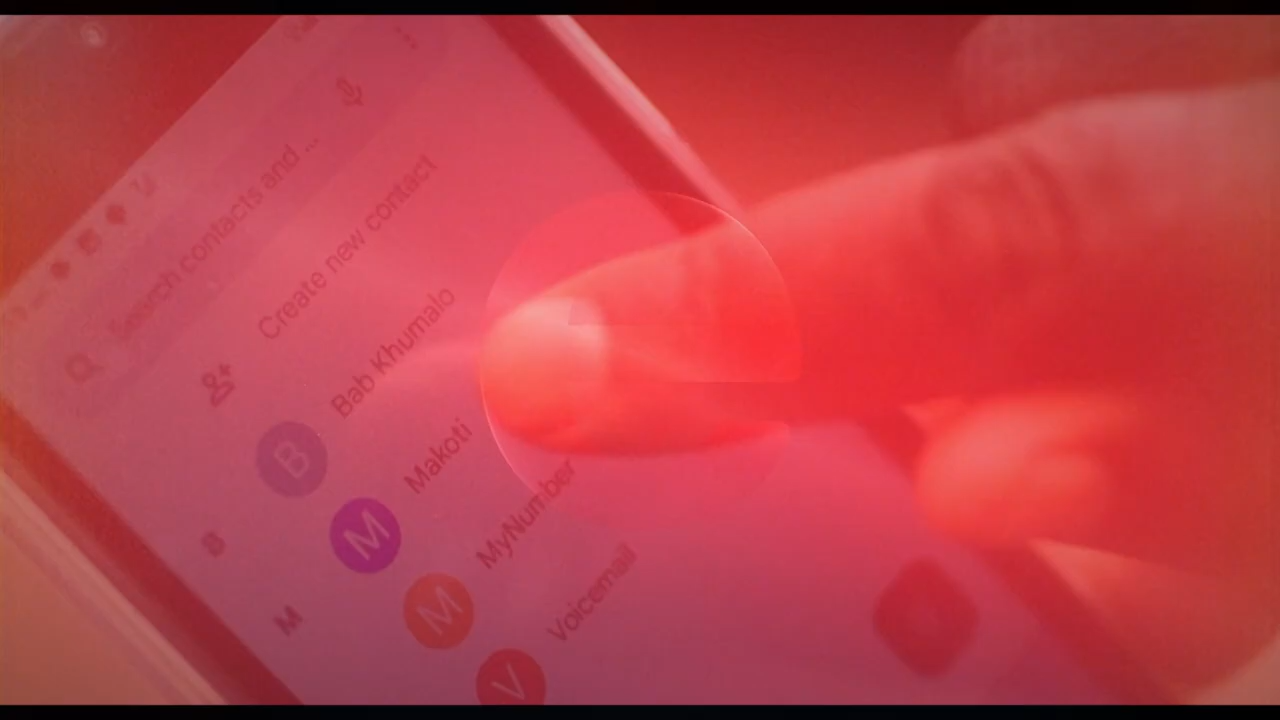 Search contacts and ...
Create new contact
B
B
Bab Khumalo
M
M
Makoti
M
MyNumber
V
Voicemail